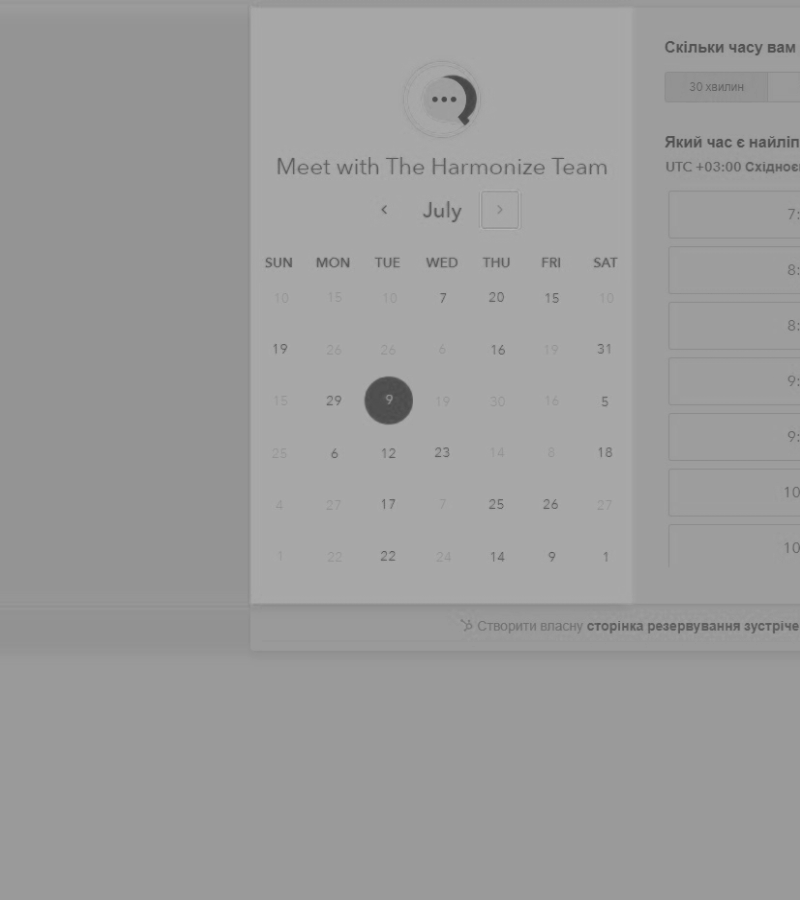 Meet with The Harmonize Team
July
SUN MON TUE WED THU FRI SAT
10 15 10 7 20 15 10
19 26 26 6 16 19 31
15 29 9 19 30 16 5
25 6 12 23 14 8 18
4 27 17 7 25 26 27
1 22 22 24 14 9 1
Скільки часу вам
30 хвилин
Який час є найліп
UTC +03:00 Східноє
7:
8:
8:
9:
9:
10
10
Створити власну сторінка резервування зустріче